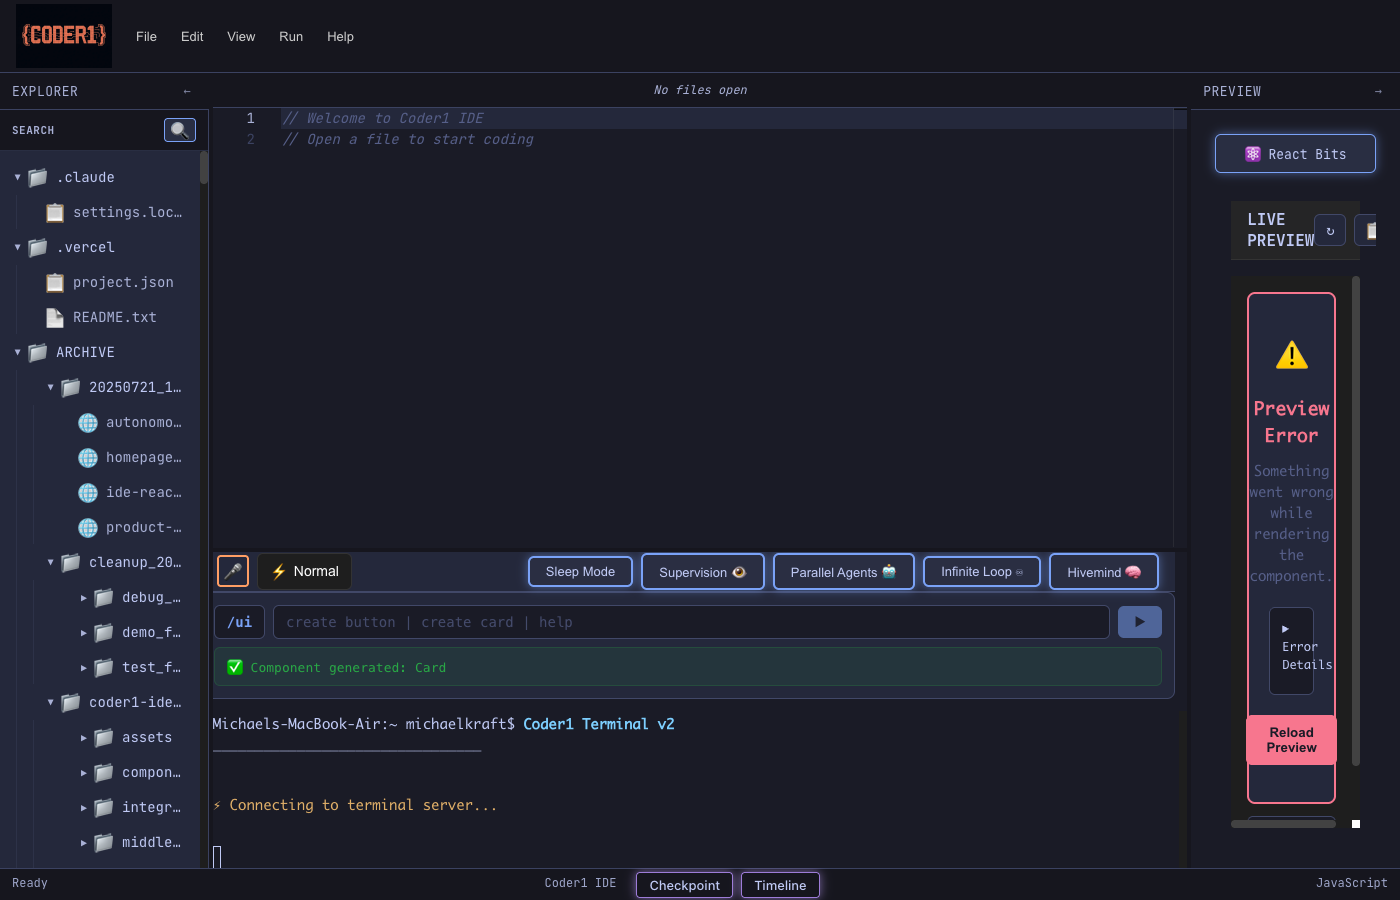 {CODER1}
File Edit View Run Help
EXPLORER ←
No files open
PREVIEW →
SEARCH
▼ .claude
settings.loc…
▼ .vercel
project.json
README.txt
▼ ARCHIVE
▼ 20250721_1…
autonomo…
homepage…
ide-reac…
product-…
▼ cleanup_20…
▶ debug_…
▶ demo_f…
▶ test_f…
▼ coder1-ide…
▶ assets
▶ compon…
▶ integr…
▶ middle…
1 // Welcome to Coder1 IDE
2 // Open a file to start coding
⚡ Normal
Sleep Mode
Supervision 👁️
Parallel Agents 🤖
Infinite Loop ♾
Hivemind 🧠
/ui create button | create card | help ▶
✅ Component generated: Card
Michaels-MacBook-Air:~ michaelkraft$ Coder1 Terminal v2
────────────────────────────────
⚡ Connecting to terminal server...
⚛️ React Bits
LIVE
PREVIEW
↻
⚠️
Preview
Error
Something
went wrong
while
rendering
the
component.
▶
Error
Details
Reload
Preview
Ready
Coder1 IDE
Checkpoint
Timeline
JavaScript